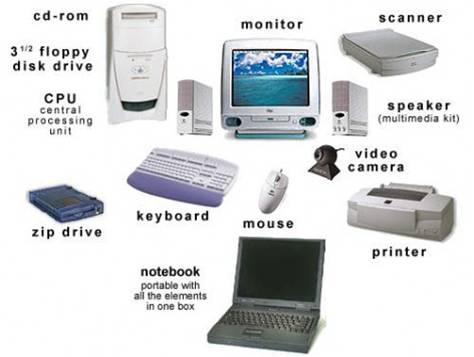 cd-rom
3 1/2 floppy
disk drive
CPU
central
processing
unit
monitor
scanner
speaker
(multimedia kit)
video
camera
keyboard
mouse
zip drive
printer
notebook
portable with
all the elements
in one box